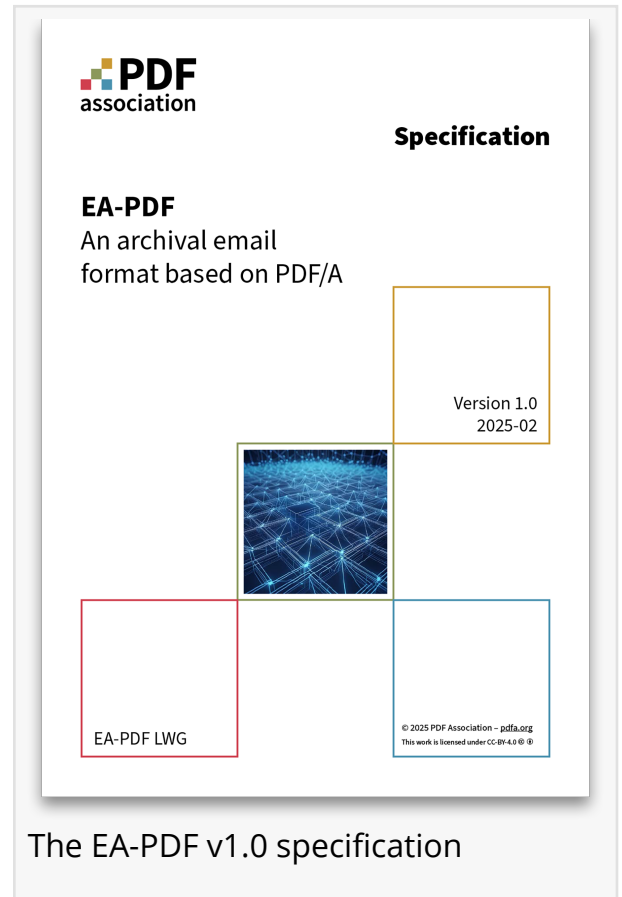 PDF
association
Specification
EA-PDF
An archival email
format based on PDF/A
Version 1.0
2025-02
EA-PDF LWG
© 2025 PDF Association – pdfa.org
This work is licensed under CC-BY-4.0
The EA-PDF v1.0 specification